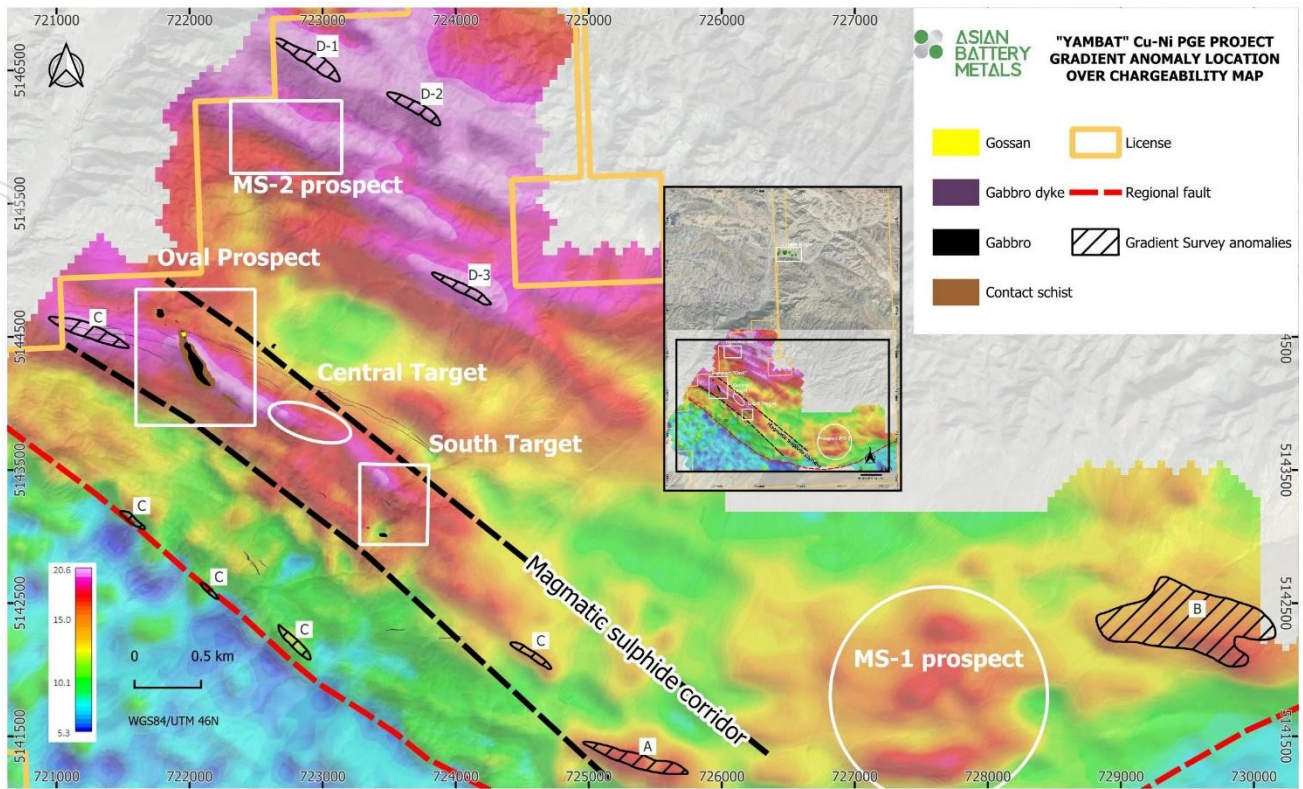 721000 722000 723000 724000 725000 726000 727000
ASIAN
BATTERY
METALS
"YAMBAT" Cu-Ni PGE PROJECT
GRADIENT ANOMALY LOCATION
OVER CHARGEABILITY MAP
Gossan
License
Gabbro dyke
Regional fault
Gabbro
Gradient Survey anomalies
Contact schist
D-1
D-2
5146500
MS-2 prospect
5145500
Oval Prospect
D-3
C
5144500
4500
Central Target
South Target
5143500
5143500
C
C
C
C
Magmatic sulphide corridor
MS-1 prospect
B
5142500
5142500
20.6
15.0
10.1
5.3
0 0.5 km
WGS84/UTM 46N
A
5141500
5141500
721000 722000 723000 724000 725000 726000 727000 728000 729000 730000